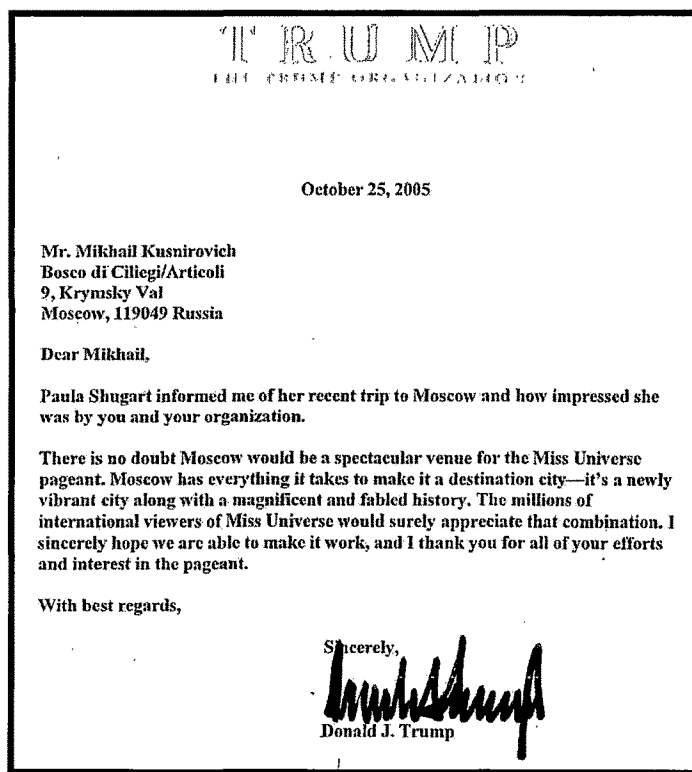 TRUMP
THE TRUMP ORGANIZATION
October 25, 2005
Mr. Mikhail Kusnirovich
Bosco di Ciliegi/Articoli
9, Krymsky Val
Moscow, 119049 Russia
Dear Mikhail,
Paula Shugart informed me of her recent trip to Moscow and how impressed she
was by you and your organization.
There is no doubt Moscow would be a spectacular venue for the Miss Universe
pageant. Moscow has everything it takes to make it a destination city—it's a newly
vibrant city along with a magnificent and fabled history. The millions of
international viewers of Miss Universe would surely appreciate that combination. I
sincerely hope we are able to make it work, and I thank you for all of your efforts
and interest in the pageant.
With best regards,
Sincerely,
Donald J. Trump